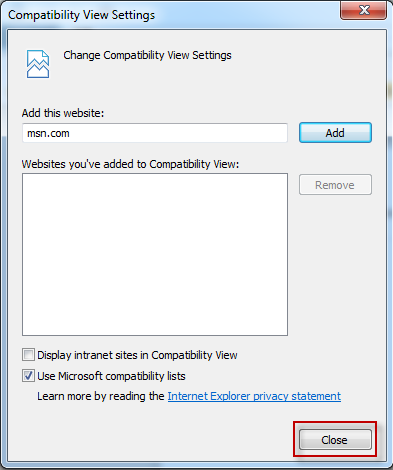 Compatibility View Settings
Change Compatibility View Settings
Add this website:
msn.com
Add
Websites you've added to Compatibility View:
Remove
Display intranet sites in Compatibility View
Use Microsoft compatibility lists
Learn more by reading the Internet Explorer privacy statement
Close